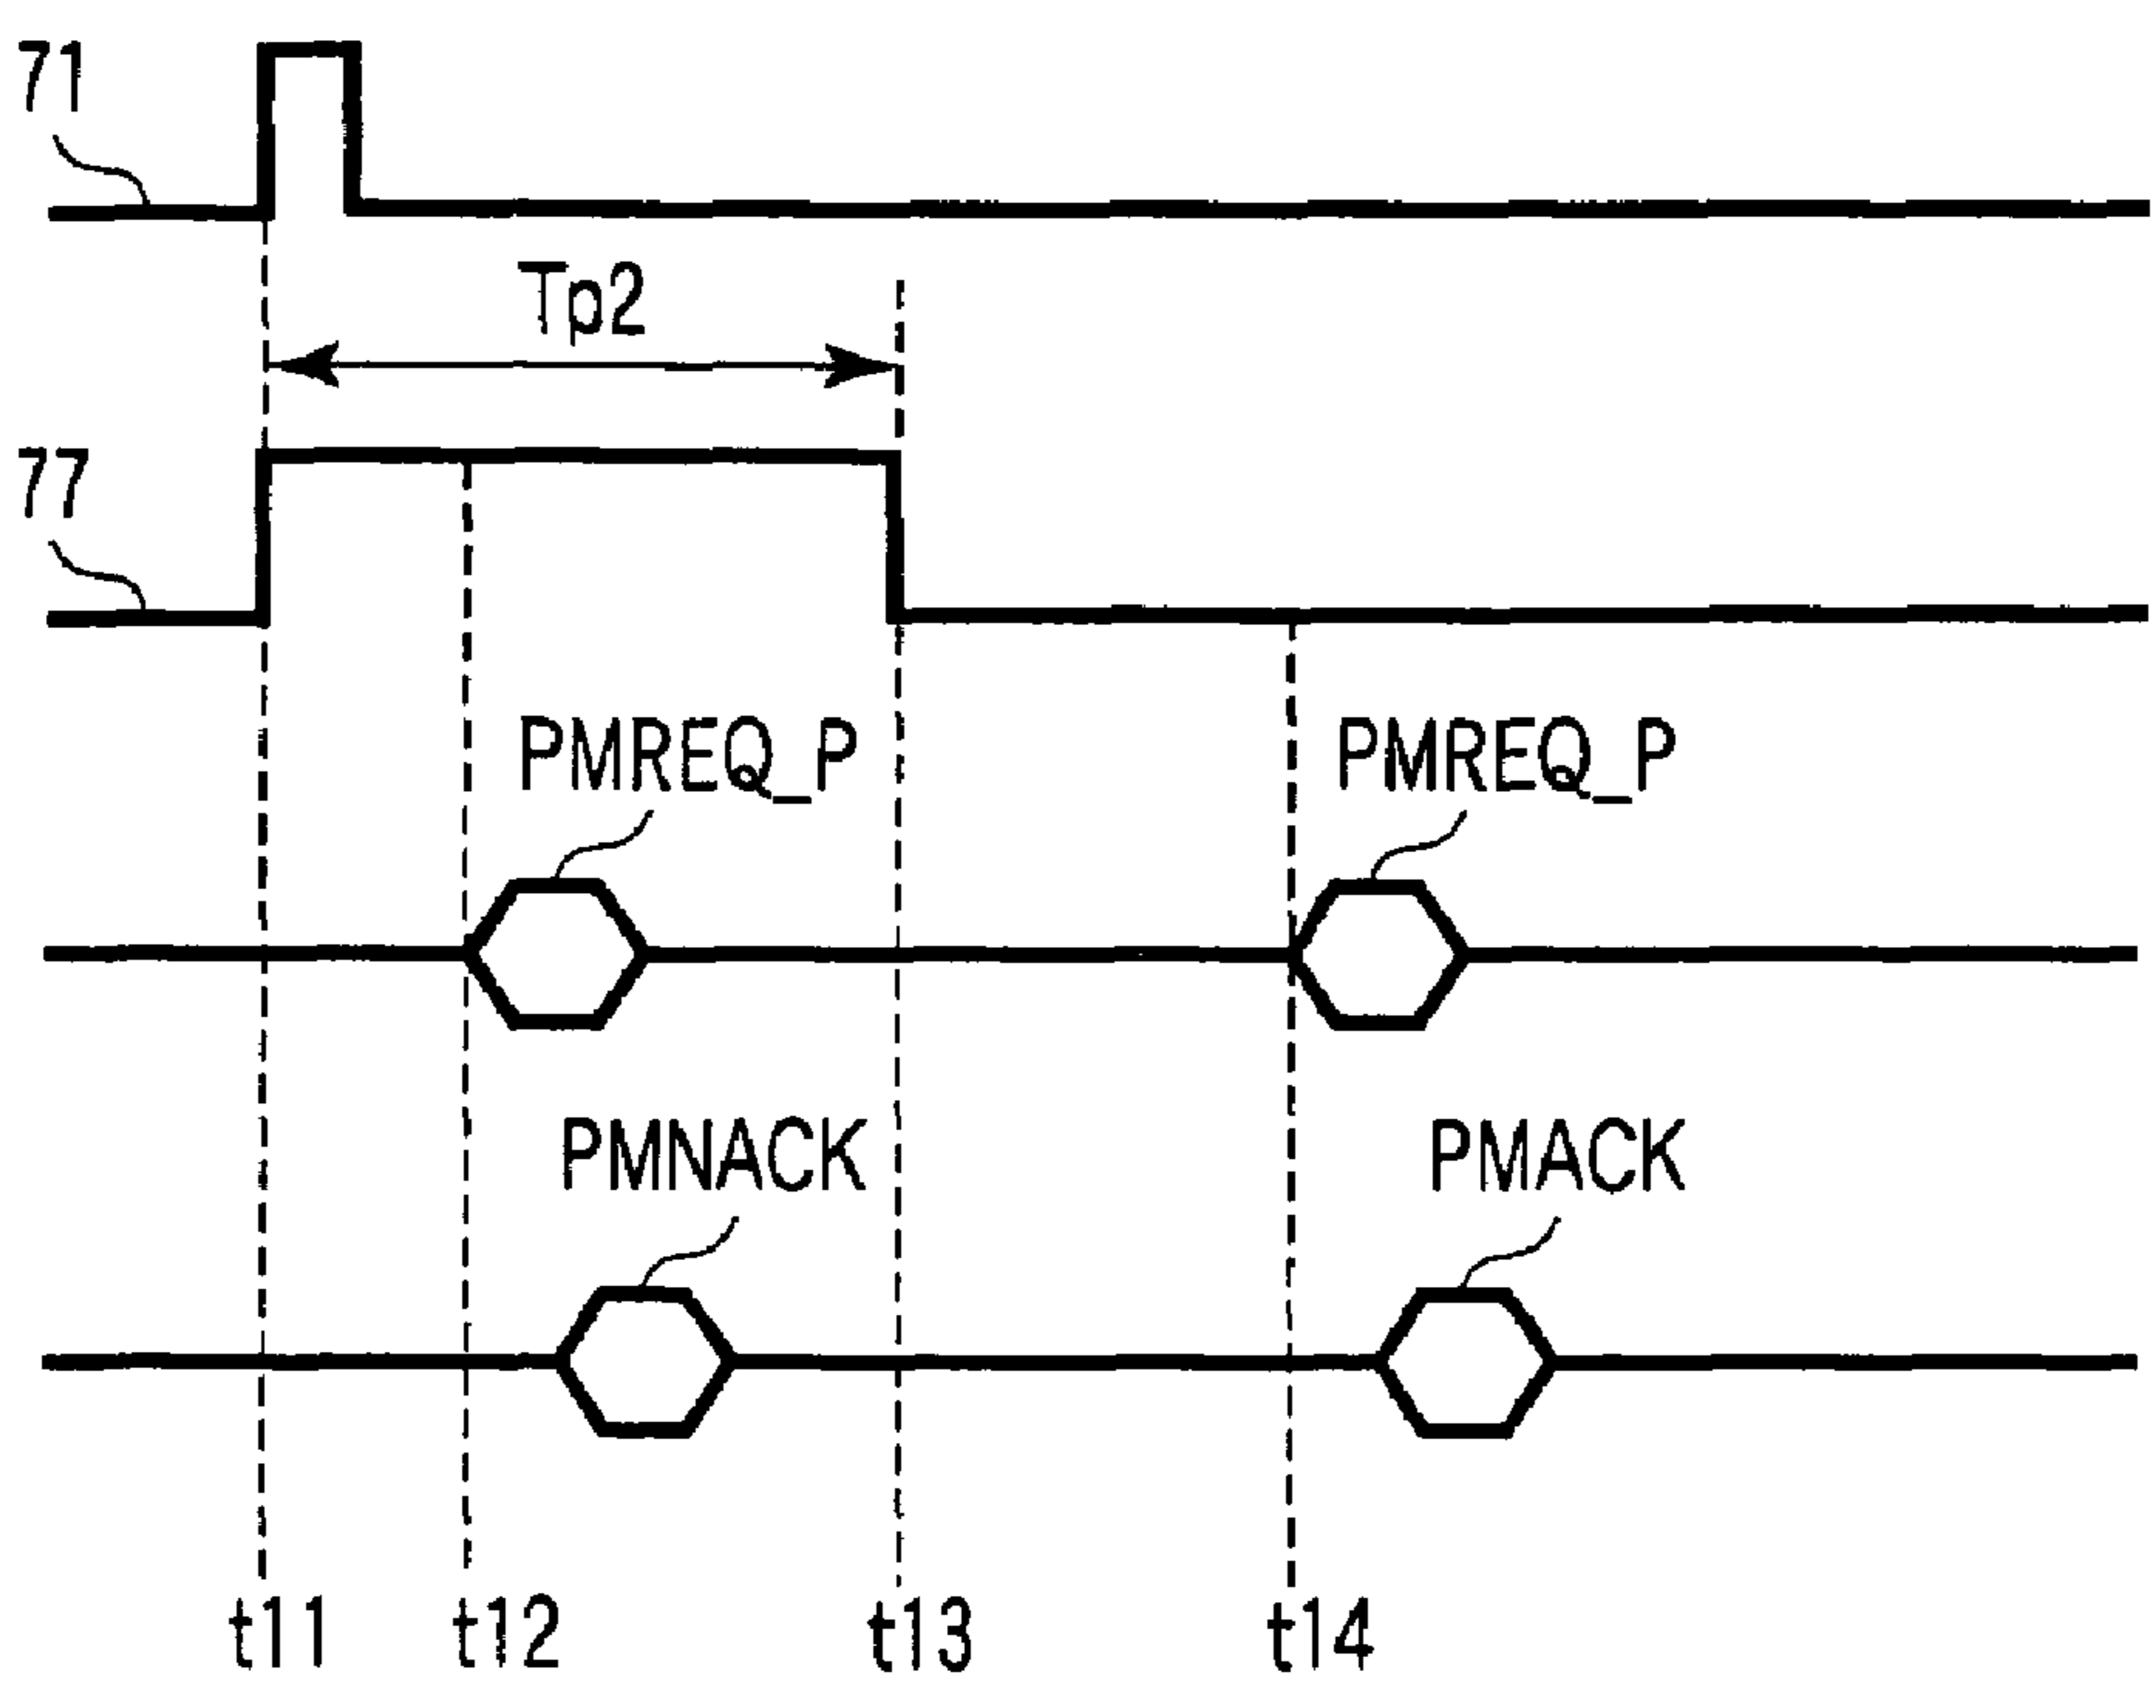 71
Tp2
77
PMREQ_P PMREQ_P
PMNACK PMACK
t11 t12 t13 t14